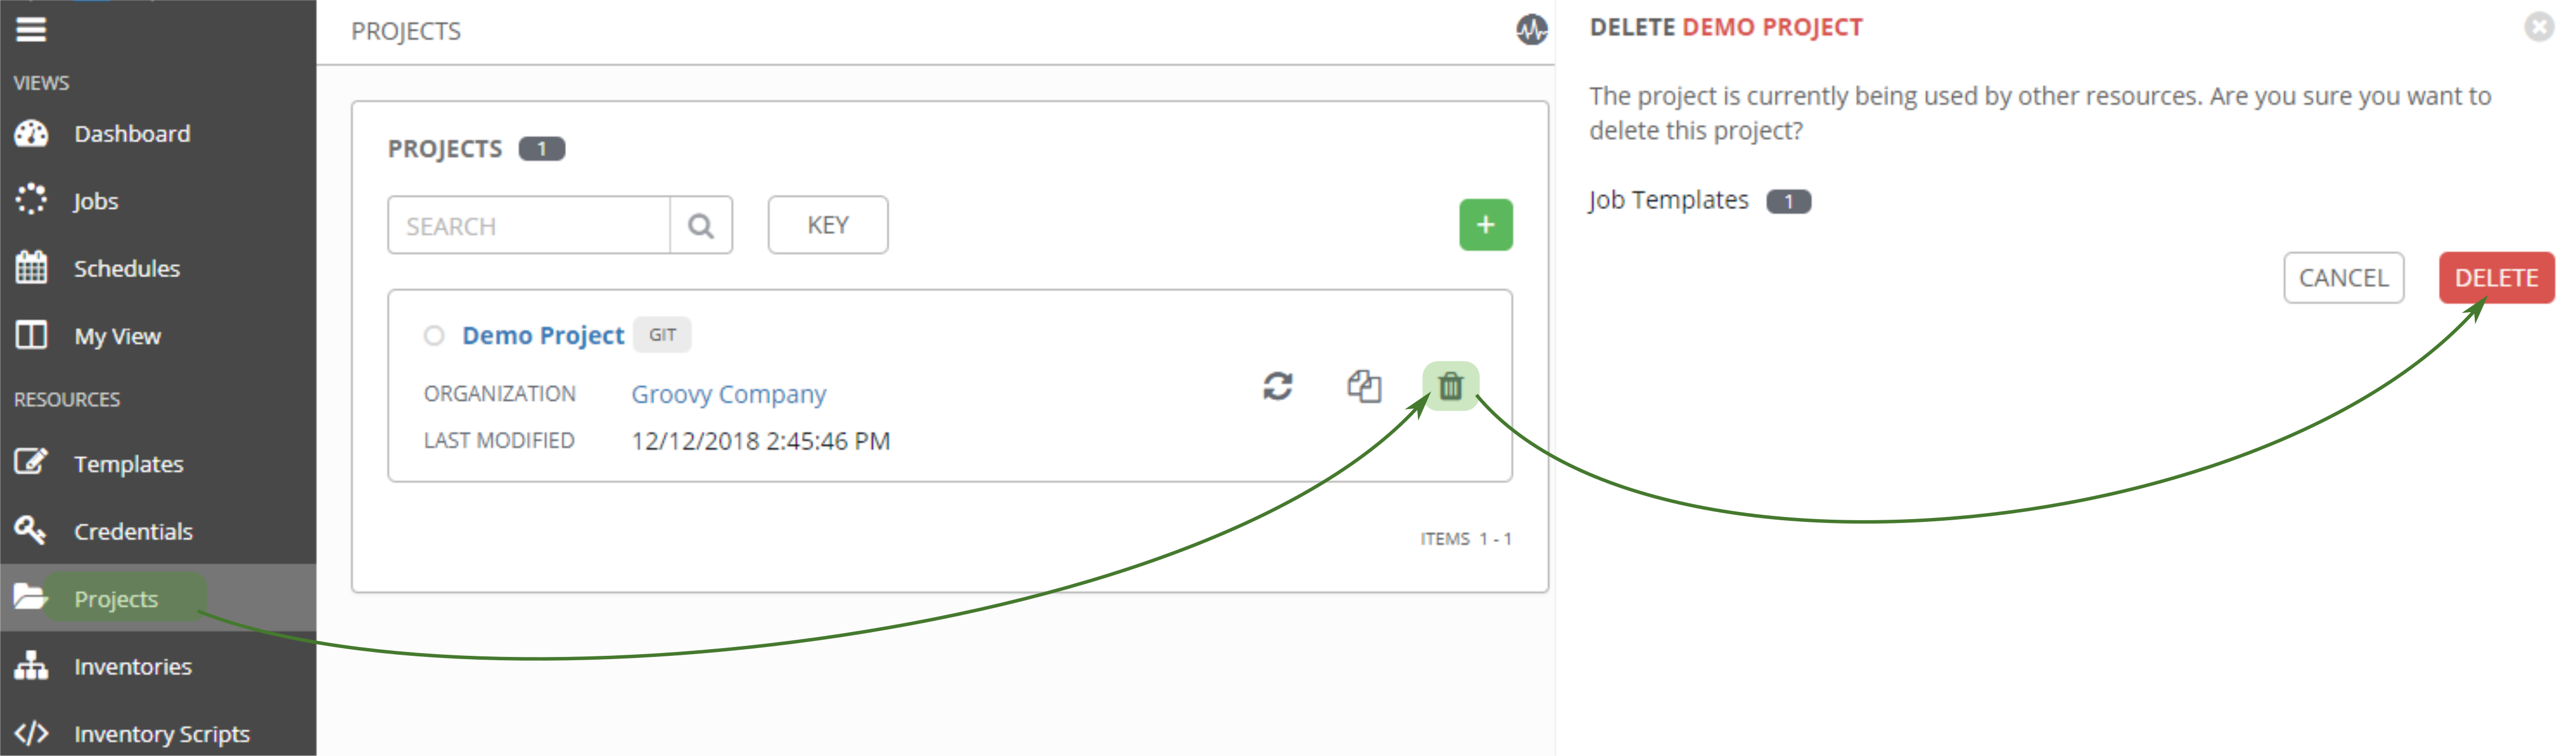 VIEWS
Dashboard
Jobs
Schedules
My View
RESOURCES
Templates
Credentials
Projects
Inventories
Inventory Scripts
PROJECTS
PROJECTS 1
SEARCH
KEY
+
Demo Project GIT
ORGANIZATION Groovy Company
LAST MODIFIED 12/12/2018 2:45:46 PM
ITEMS 1 - 1
DELETE DEMO PROJECT
The project is currently being used by other resources. Are you sure you want to
delete this project?
Job Templates 1
CANCEL DELETE